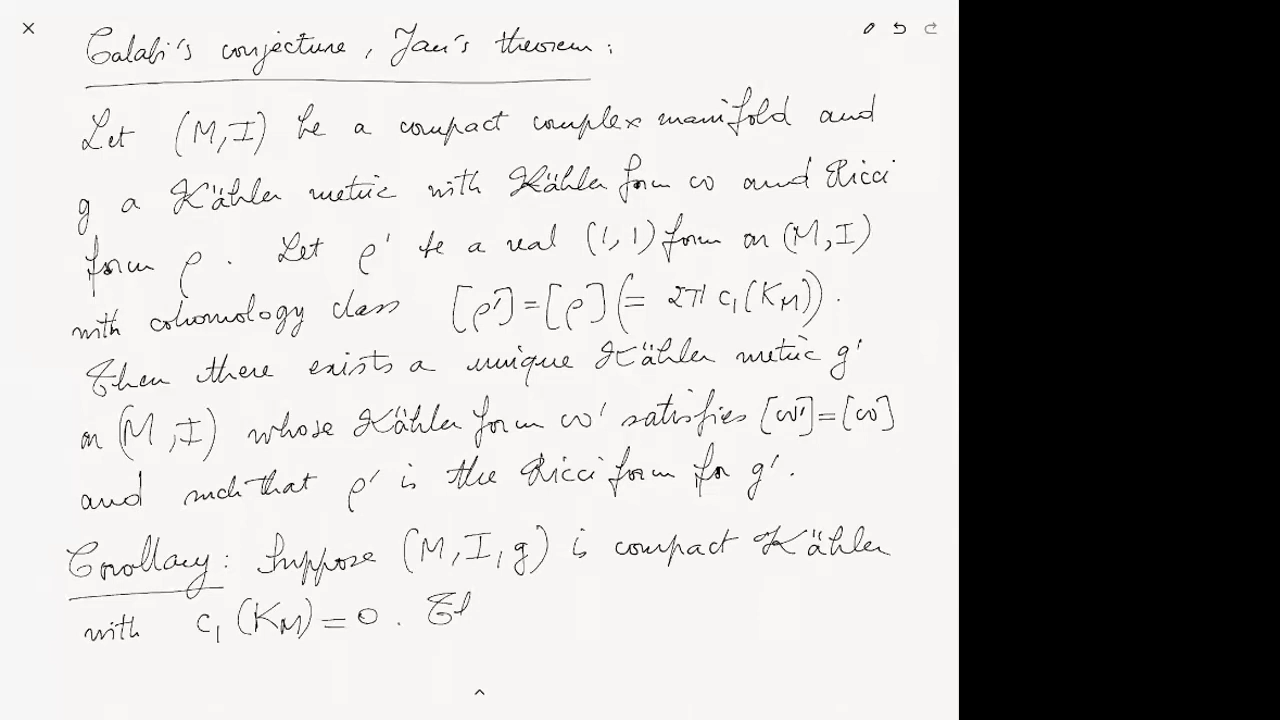 Calabi's conjecture, Yau's theorem:
Let (M,I) be a compact complex manifold and
g a Kähler metric with Kähler form ω and Ricci
form ρ. Let ρ' be a real (1,1) form on (M,I)
with cohomology class [ρ']=[ρ](= 2π c₁(K_M)).
Then there exists a unique Kähler metric g'
on (M,I) whose Kähler form ω' satisfies [ω']=[ω]
and such that ρ' is the Ricci form for g'.
Corollary: Suppose (M,I,g) is compact Kähler
with c₁(K_M)=0. Th